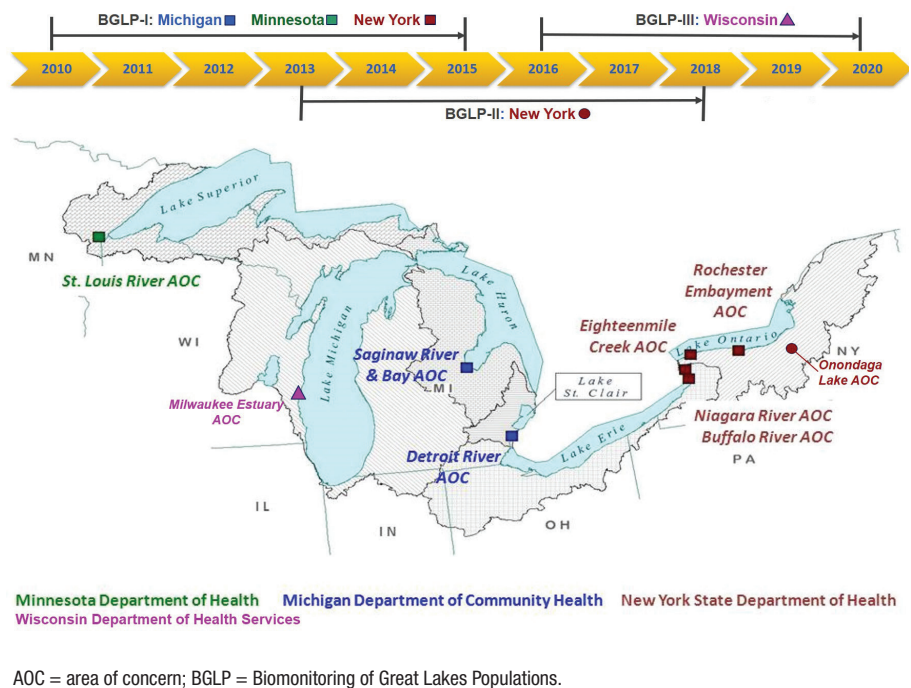 BGLP-I: Michigan Minnesota New York
BGLP-III: Wisconsin
2010 2011 2012 2013 2014 2015 2016 2017 2018 2019 2020
BGLP-II: New York
Lake Superior
MN
St. Louis River AOC
Lake Huron
Rochester
Embayment
AOC
WI
Lake Michigan
Eighteenmile
Creek AOC
Lake Ontario
NY
Saginaw River
& Bay AOC
MI
Onondaga
Lake AOC
Lake
St. Clair
Milwaukee Estuary
AOC
Niagara River AOC
Buffalo River AOC
Detroit River
AOC
Lake Erie
PA
IL
IN
OH
Minnesota Department of Health Michigan Department of Community Health New York State Department of Health
Wisconsin Department of Health Services
AOC = area of concern; BGLP = Biomonitoring of Great Lakes Populations.